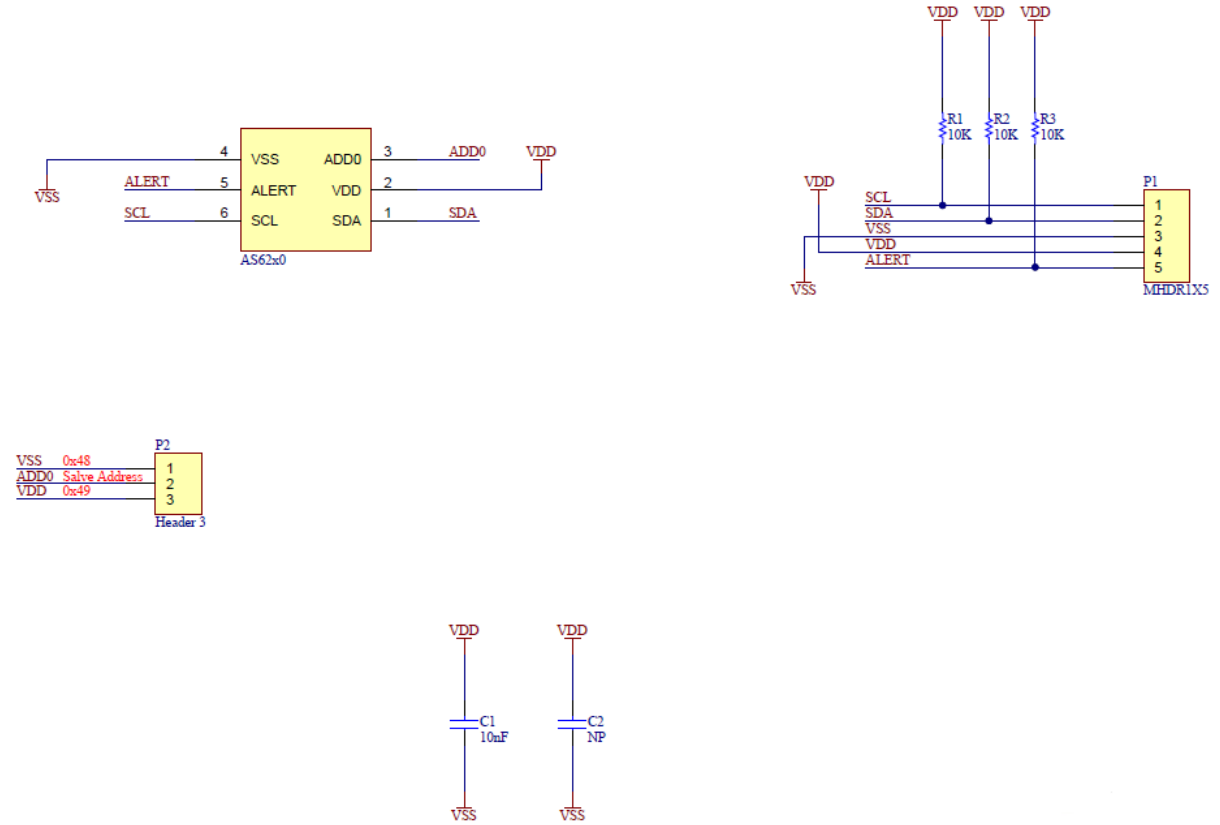 VDD VDD VDD
R1 R2 R3
10K 10K 10K
4 VSS ADD0 3 ADD0 VDD
VSS
ALERT 5 ALERT VDD 2
SCL 6 SCL SDA 1 SDA
AS62x0
VDD P1
SCL 1
SDA 2
VSS 3
VDD 4
ALERT 5
VSS MHDR1X5
P2
VSS 0x48 1
ADD0 Salve Address 2
VDD 0x49 3
Header 3
VDD VDD
C1 C2
10nF NP
VSS VSS